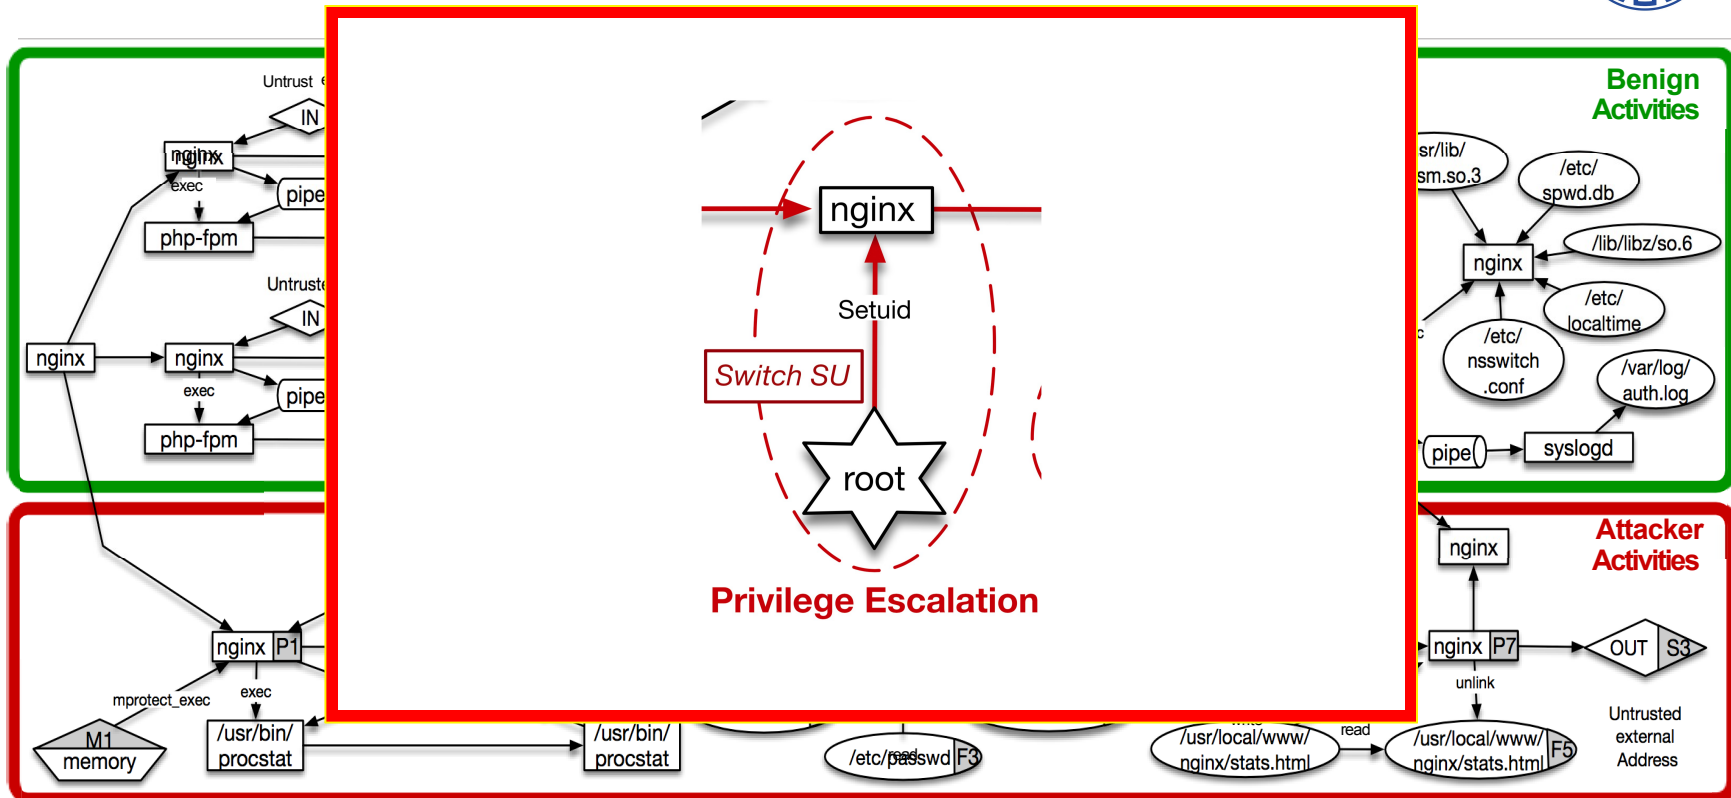 Benign
Activities
Untrust
IN
nginx
exec
pipe
php-fpm
Untruste
IN
nginx
nginx
exec
pipe
php-fpm
nginx
Setuid
Switch SU
root
Privilege Escalation
sr/lib/
sm.so.3
/etc/
spwd.db
/lib/libz/so.6
nginx
/etc/
localtime
/etc/
nsswitch
.conf
/var/log/
auth.log
pipe
syslogd
Attacker
Activities
nginx
nginx P1
mprotect_exec
exec
M1
memory
/usr/bin/
procstat
/usr/bin/
procstat
/etc/passwd F3
read
nginx P7
OUT S3
unlink
read
/usr/local/www/
nginx/stats.html
/usr/local/www/
nginx/stats.html F5
Untrusted
external
Address